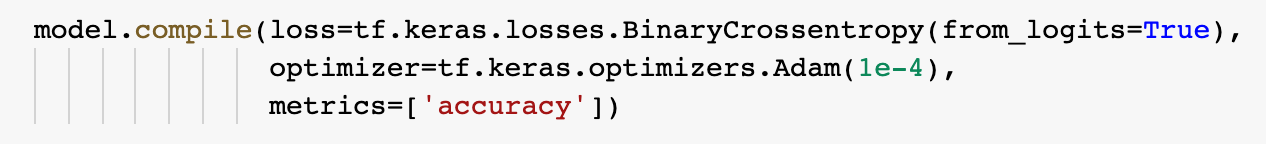 model.compile(loss=tf.keras.losses.BinaryCrossentropy(from_logits=True),
              optimizer=tf.keras.optimizers.Adam(1e-4),
              metrics=['accuracy'])